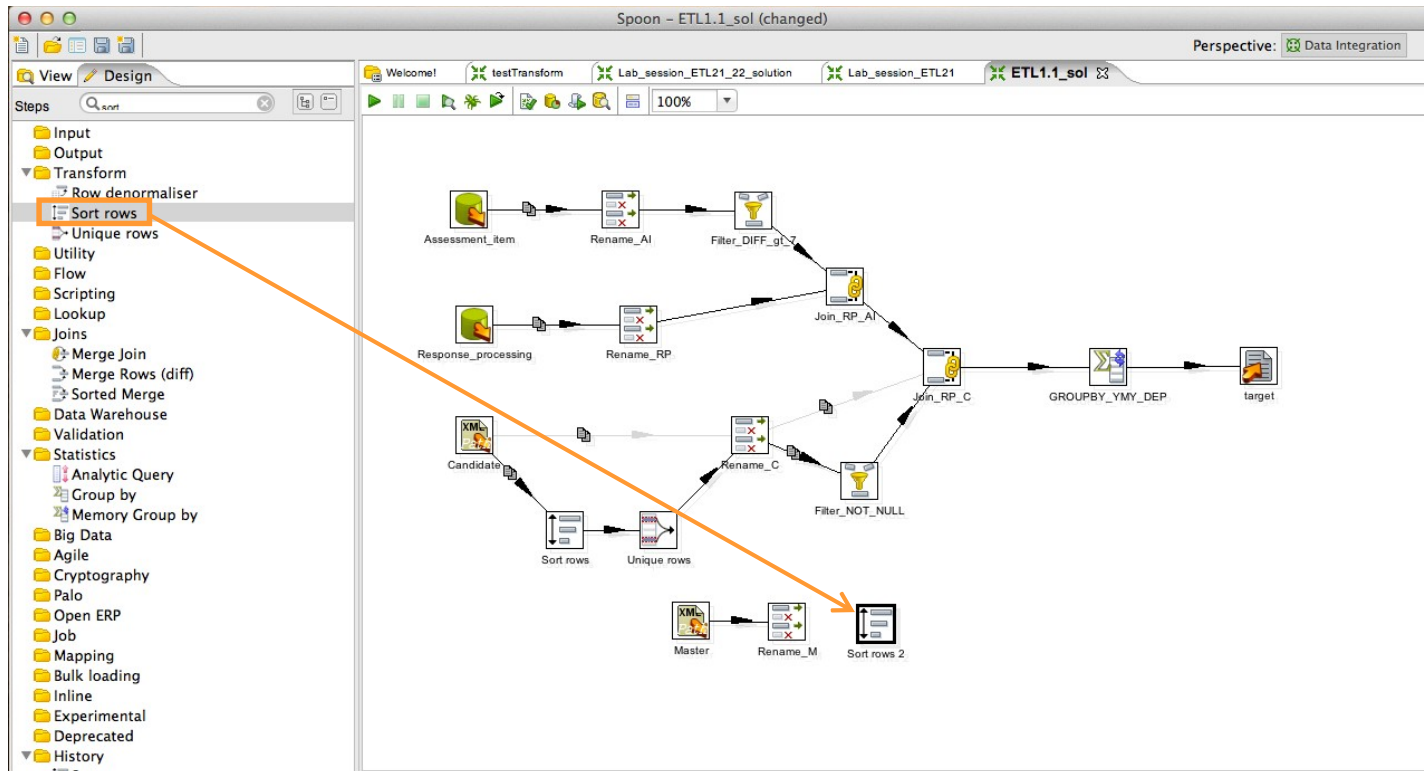 Spoon – ETL1.1_sol (changed)
Perspective: Data Integration
View Design
Welcome! testTransform Lab_session_ETL21_22_solution Lab_session_ETL21 ETL1.1_sol
Steps sort
100%
Input
Output
Transform
Row denormaliser
Sort rows
Unique rows
Utility
Flow
Scripting
Lookup
Joins
Merge Join
Merge Rows (diff)
Sorted Merge
Data Warehouse
Validation
Statistics
Analytic Query
Group by
Memory Group by
Big Data
Agile
Cryptography
Palo
Open ERP
Job
Mapping
Bulk loading
Inline
Experimental
Deprecated
History
Assessment_item Rename_AI Filter_DIFF_gt_7
Join_RP_AI
Response_processing Rename_RP
Join_RP_C GROUPBY_YMY_DEP target
XML
Candidate Rename_C
Filter_NOT_NULL
Sort rows Unique rows
XML
Master Rename_M Sort rows 2